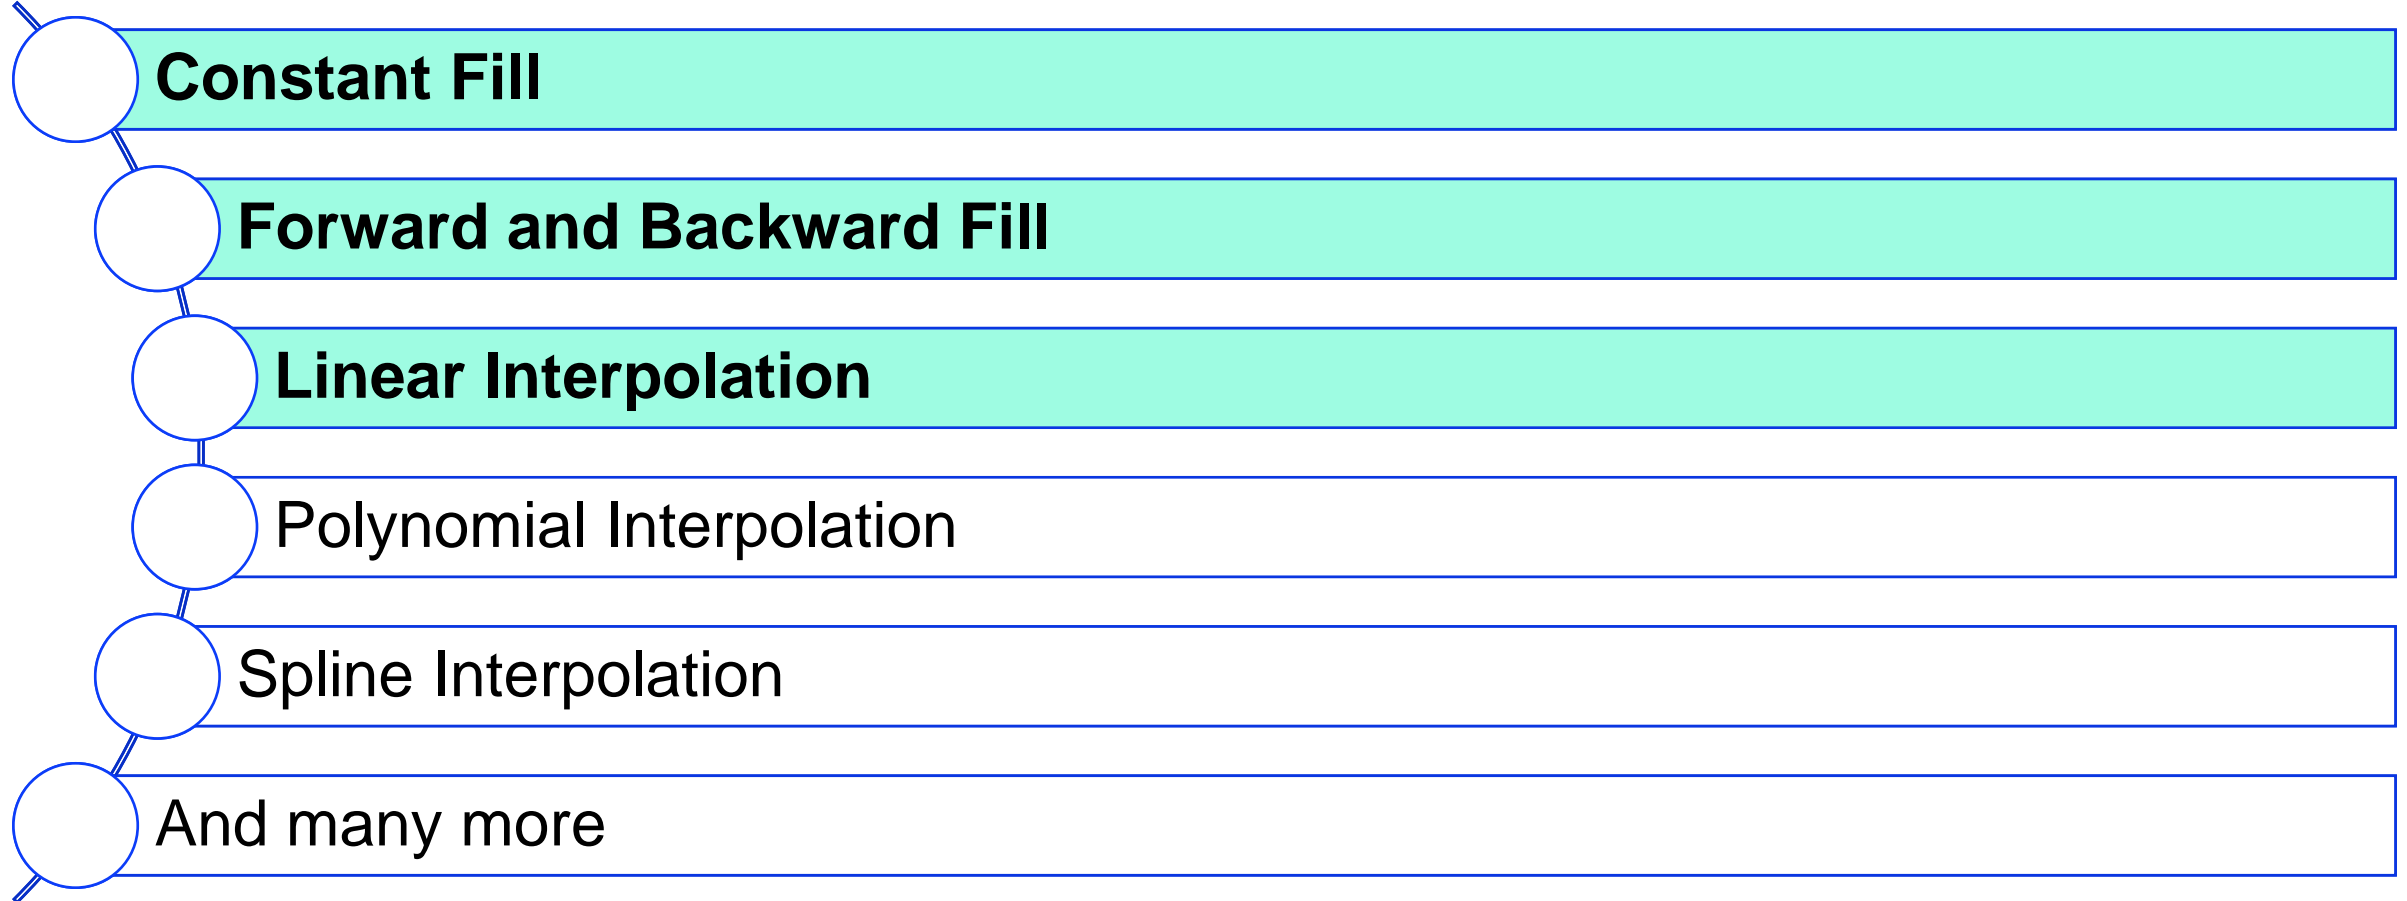 Constant Fill
Forward and Backward Fill
Linear Interpolation
Polynomial Interpolation
Spline Interpolation
And many more